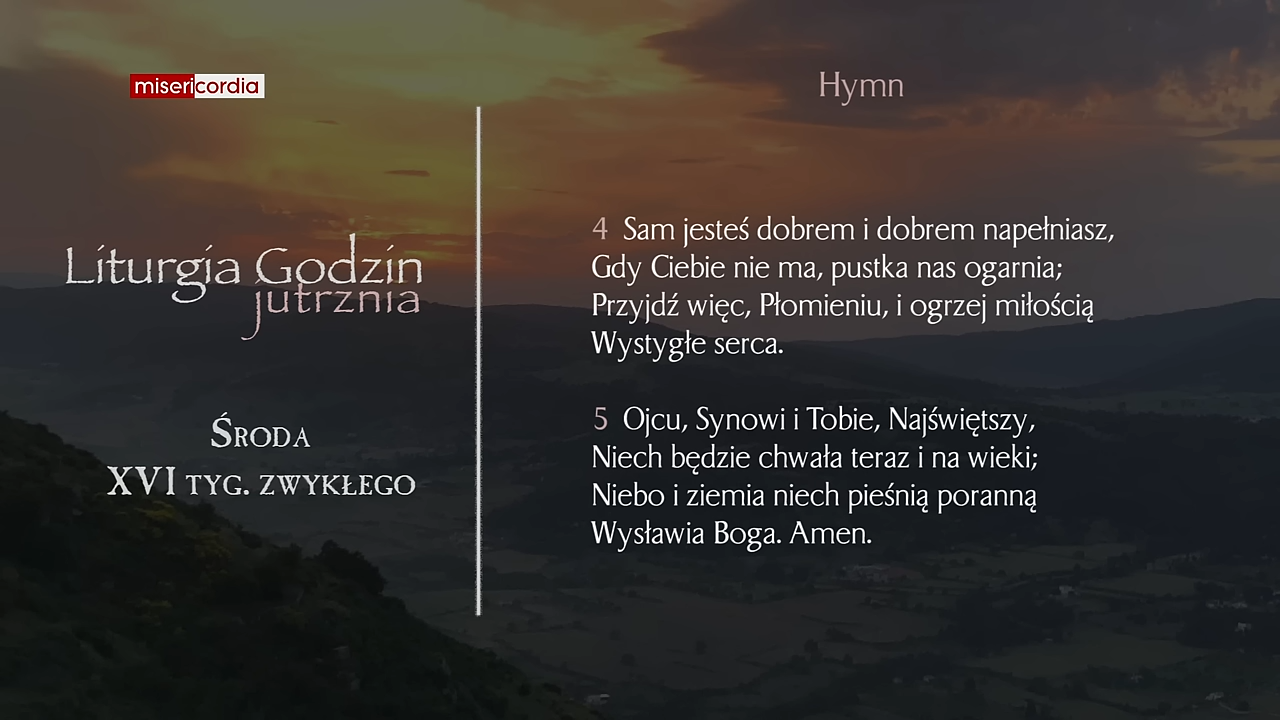 misericordia
Hymn
Liturgia Godzin
jutrznia
Środa
XVI tyg. zwykłego
4 Sam jesteś dobrem i dobrem napełniasz,
Gdy Ciebie nie ma, pustka nas ogarnia;
Przyjdź więc, Płomieniu, i ogrzej miłością
Wystygłe serca.
5 Ojcu, Synowi i Tobie, Najświętszy,
Niech będzie chwała teraz i na wieki;
Niebo i ziemia niech pieśnią poranną
Wysławia Boga. Amen.